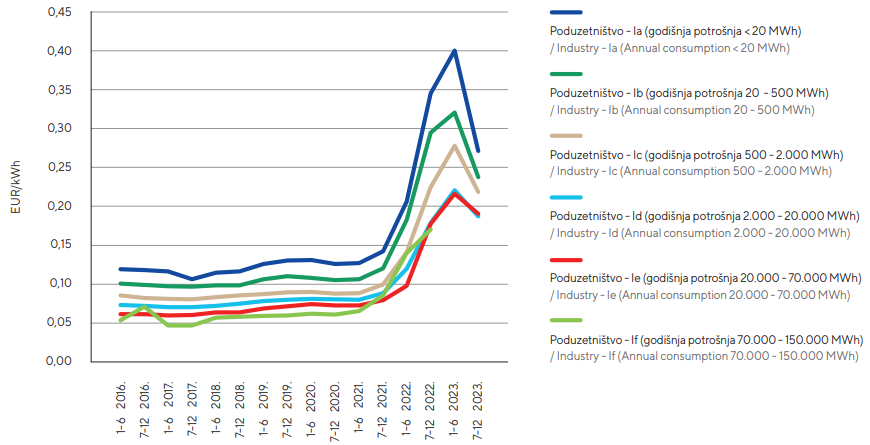 0,45
0,40
0,35
0,30
0,25
0,20
0,15
0,10
0,05
0,00
EUR/kWh
1-6 2016.
7-12 2016.
1-6 2017.
7-12 2017.
1-6 2018.
7-12 2018.
1-6 2019.
7-12 2019.
1-6 2020.
7-12 2020.
1-6 2021.
7-12 2021.
1-6 2022.
7-12 2022.
1-6 2023.
7-12 2023.
Poduzetništvo - Ia (godišnja potrošnja < 20 MWh)
/ Industry - Ia (Annual consumption < 20 MWh)
Poduzetništvo - Ib (godišnja potrošnja 20 - 500 MWh)
/ Industry - Ib (Annual consumption 20 - 500 MWh)
Poduzetništvo - Ic (godišnja potrošnja 500 - 2.000 MWh)
/ Industry - Ic (Annual consumption 500 - 2.000 MWh)
Poduzetništvo - Id (godišnja potrošnja 2.000 - 20.000 MWh)
/ Industry - Id (Annual consumption 2.000 - 20.000 MWh)
Poduzetništvo - Ie (godišnja potrošnja 20.000 - 70.000 MWh)
/ Industry - Ie (Annual consumption 20.000 - 70.000 MWh)
Poduzetništvo - If (godišnja potrošnja 70.000 - 150.000 MWh)
/ Industry - If (Annual consumption 70.000 - 150.000 MWh)